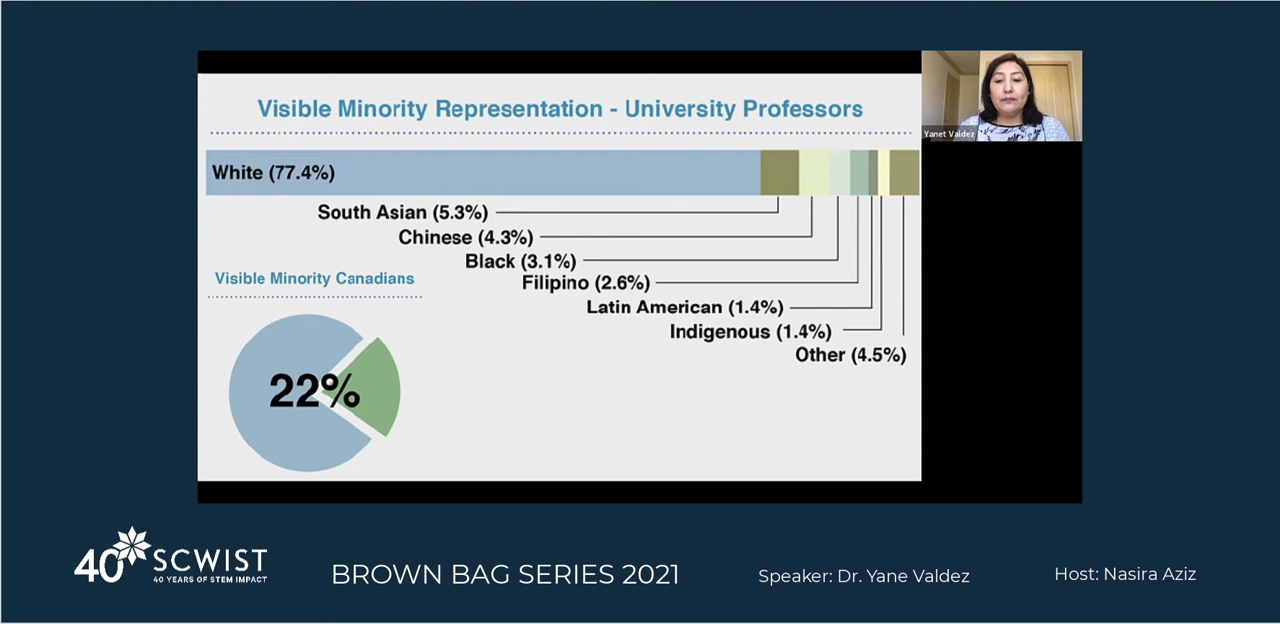 Visible Minority Representation - University Professors
Yanet Valdez
White (77.4%)
South Asian (5.3%)
Chinese (4.3%)
Black (3.1%)
Filipino (2.6%)
Latin American (1.4%)
Indigenous (1.4%)
Other (4.5%)
Visible Minority Canadians
22%
40 SCWIST
40 YEARS OF STEM IMPACT
BROWN BAG SERIES 2021
Speaker: Dr. Yane Valdez
Host: Nasira Aziz